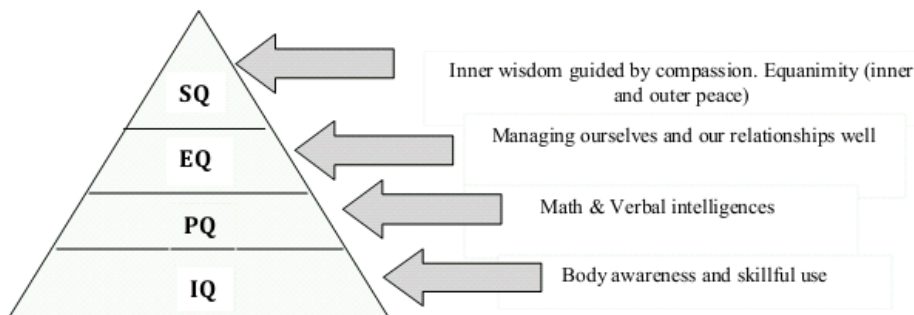 SQ
Inner wisdom guided by compassion. Equanimity (inner
and outer peace)
EQ
Managing ourselves and our relationships well
PQ
Math & Verbal intelligences
IQ
Body awareness and skillful use